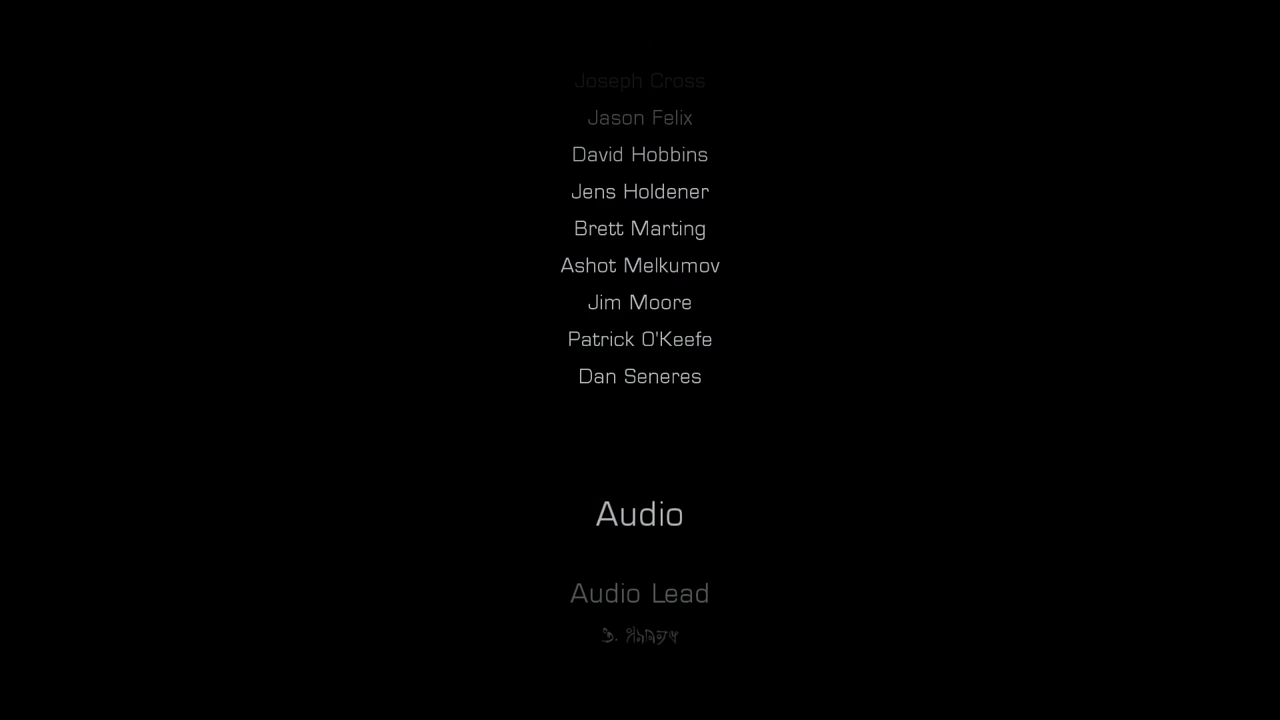 Joseph Cross
Jason Felix
David Hobbins
Jens Holdener
Brett Marting
Ashot Melkumov
Jim Moore
Patrick O'Keefe
Dan Seneres
Audio
Audio Lead